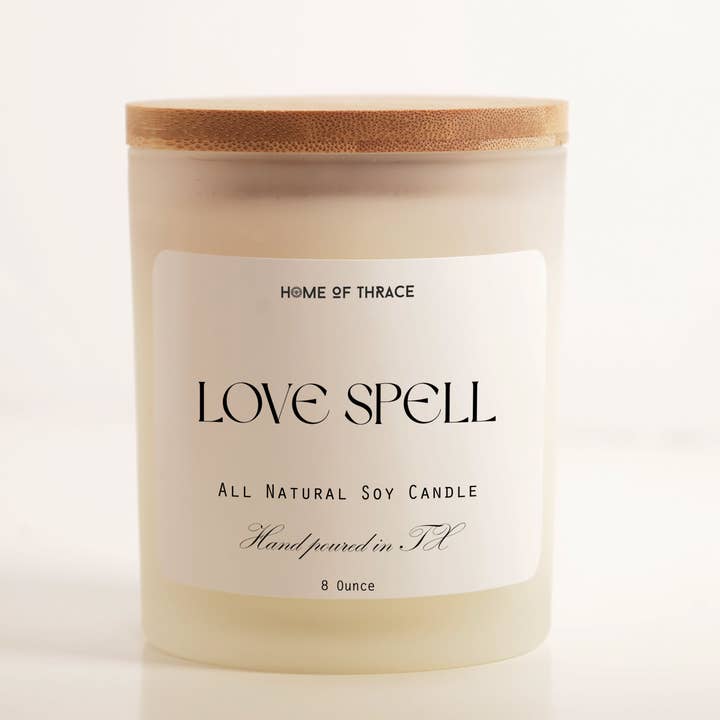 HOME OF THRACE
LOVE SPELL
All Natural Soy Candle
Hand poured in TX
8 Ounce